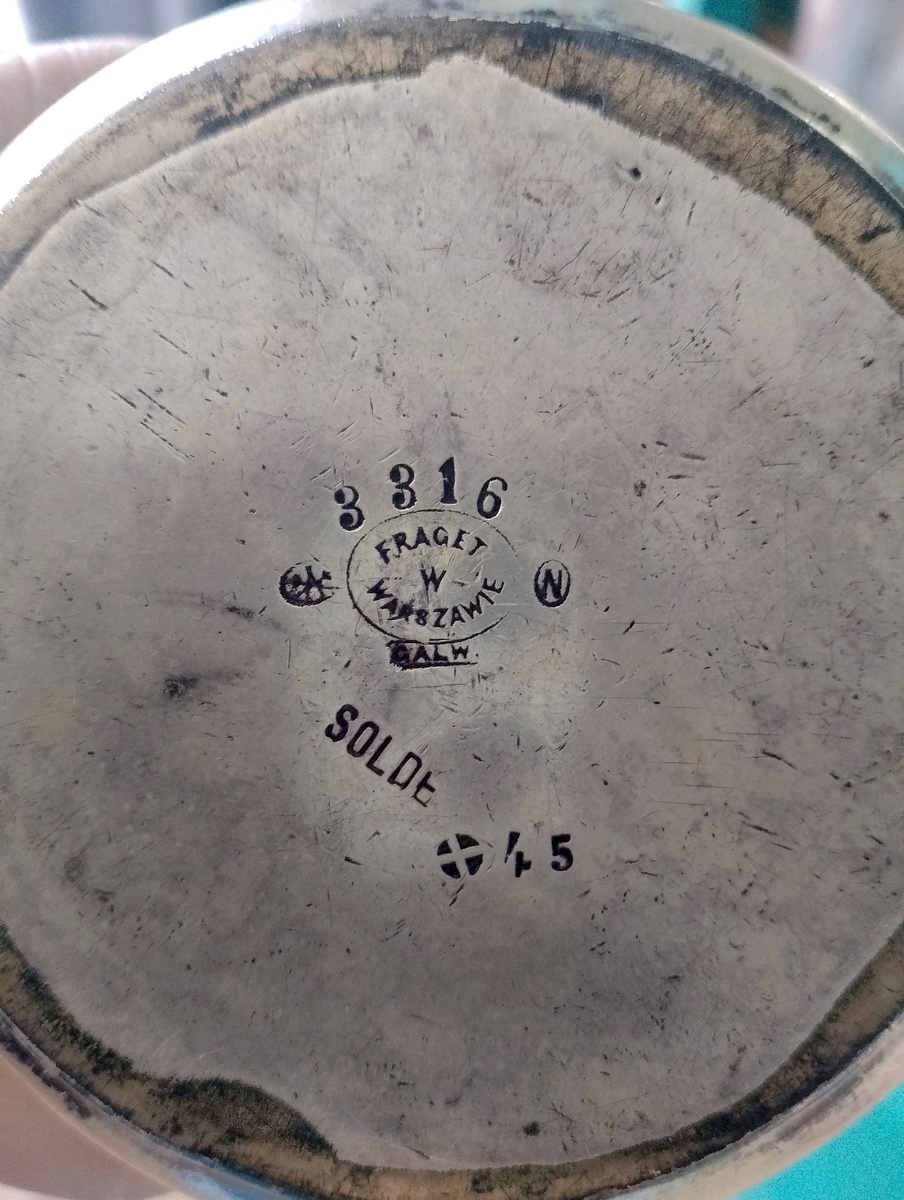 3316
FRAGET
W
WARSZAWIE
N
GALW.
SOLDE
45